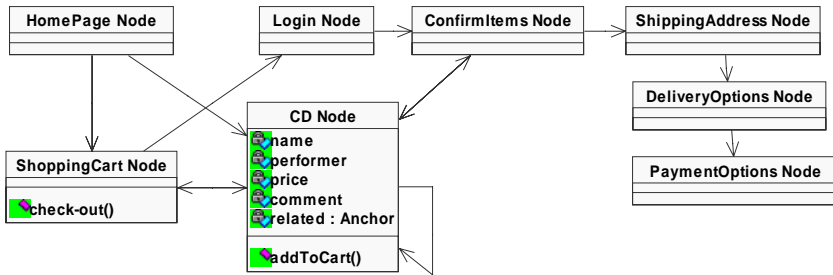 HomePage Node
Login Node
ConfirmItems Node
ShippingAddress Node
DeliveryOptions Node
PaymentOptions Node
CD Node
name
performer
price
comment
related : Anchor
addToCart()
ShoppingCart Node
check-out()